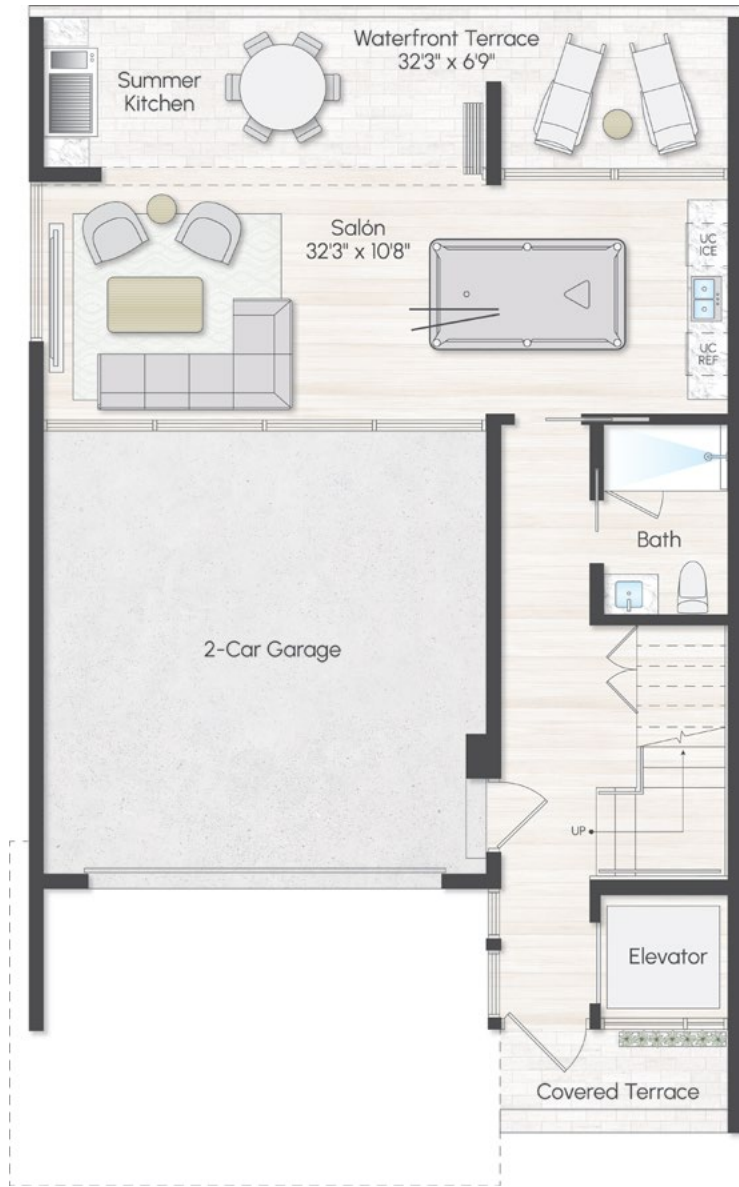 Waterfront Terrace
32'3" x 6'9"
Summer
Kitchen
Salón
32'3" x 10'8"
UC
ICE
UC
REF
Bath
2-Car Garage
UP
Elevator
Covered Terrace